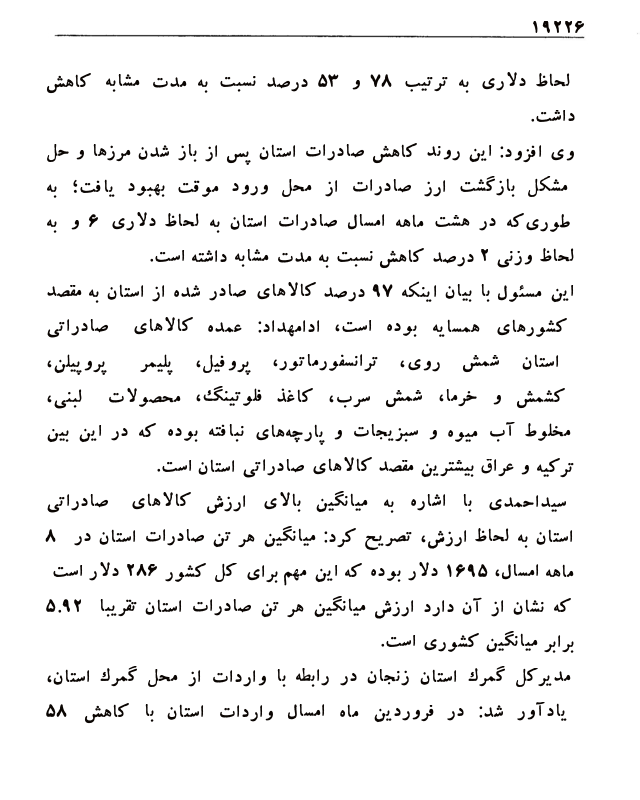 ۱۹۲۲۶
لحاظ دلاری به ترتیب ۷۸ و ۵۳ درصد نسبت به مدت مشابه کاهش
داشت.
وی افزود: این روند کاهش صادرات استان پس از باز شدن مرزها و حل
مشکل بازگشت ارز صادرات از محل ورود موقت بهبود یافت؛ به
طوری‌که در هشت ماهه امسال صادرات استان به لحاظ دلاری ۶ و به
لحاظ وزنی ۲ درصد کاهش نسبت به مدت مشابه داشته است.
این مسئول با بیان اینکه ۹۷ درصد کالاهای صادر شده از استان به مقصد
کشورهای همسایه بوده است، ادامهداد: عمده کالاهای صادراتی
استان شمش روی، ترانسفورماتور، پروفیل، پلیمر پروپیلن،
کشمش و خرما، شمش سرب، کاغذ فلوتینگ، محصولات لبنی،
مخلوط آب میوه و سبزیجات و پارچه‌های نبافته بوده که در این بین
ترکیه و عراق بیشترین مقصد کالاهای صادراتی استان است.
سیداحمدی با اشاره به میانگین بالای ارزش کالاهای صادراتی
استان به لحاظ ارزش، تصریح کرد: میانگین هر تن صادرات استان در ۸
ماهه امسال، ۱۶۹۵ دلار بوده که این مهم برای کل کشور ۲۸۶ دلار است
که نشان از آن دارد ارزش میانگین هر تن صادرات استان تقریبا ۵.۹۲
برابر میانگین کشوری است.
مدیرکل گمرك استان زنجان در رابطه با واردات از محل گمرك استان،
یادآور شد: در فروردین ماه امسال واردات استان با کاهش ۵۸